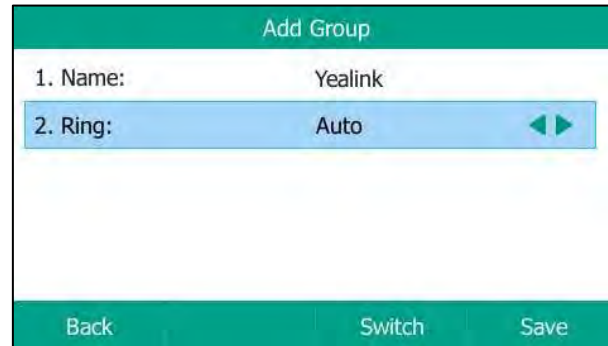 Add Group
1. Name: Yealink
2. Ring: Auto
Back Switch Save